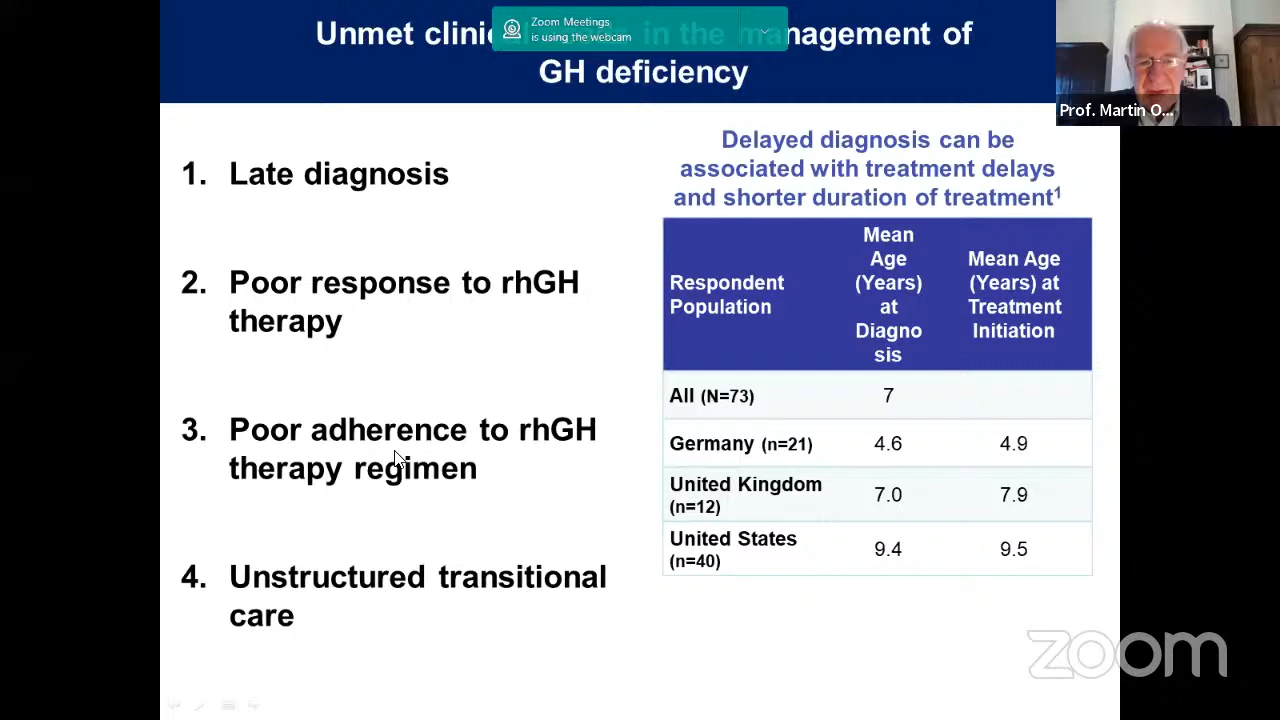 Unmet clini
in the
nagement of
GH deficiency
Zoom Meetings
is using the webcam
Prof. Martin O...
1. Late diagnosis
2. Poor response to rhGH
therapy
3. Poor adherence to rhGH
therapy regimen
4. Unstructured transitional
care
Delayed diagnosis can be
associated with treatment delays
and shorter duration of treatment¹
Respondent
Population
Mean
Age
(Years)
at
Diagno
sis
Mean Age
(Years) at
Treatment
Initiation
All (N=73) 7
Germany (n=21) 4.6 4.9
United Kingdom
(n=12) 7.0 7.9
United States
(n=40) 9.4 9.5
zoom